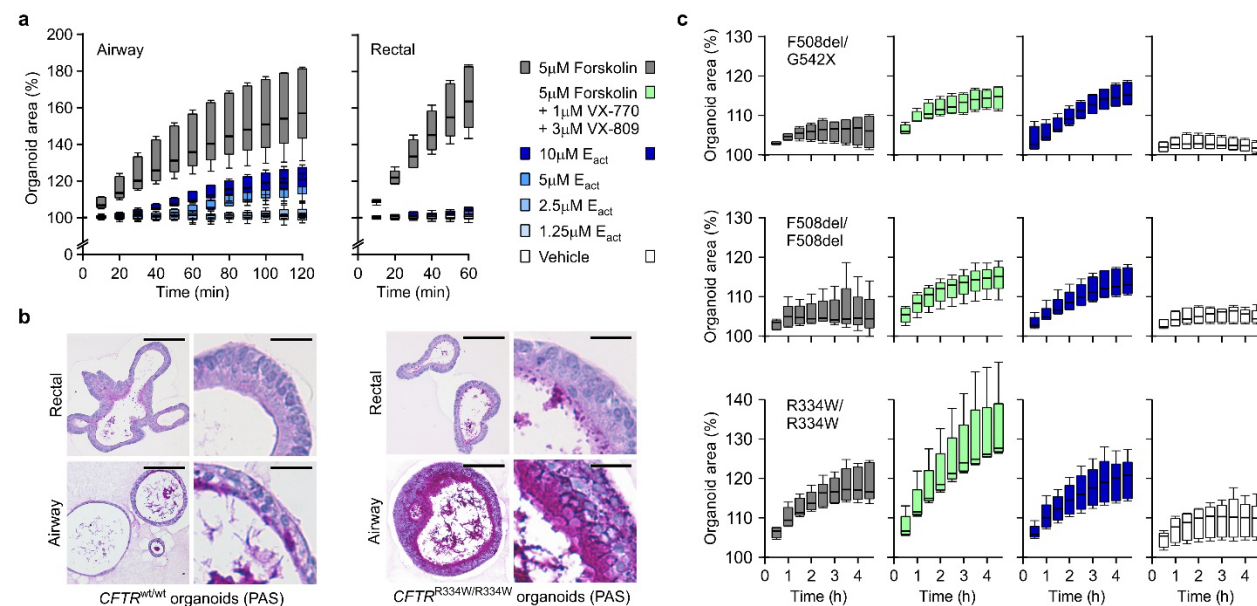 a
Airway
Organoid area (%)
200
180
160
140
120
100
0
0 20 40 60 80 100 120
Time (min)
Rectal
0 20 40 60
Time (min)
5µM Forskolin
5µM Forskolin
+ 1µM VX-770
+ 3µM VX-809
10µM Eact
5µM Eact
2.5µM Eact
1.25µM Eact
Vehicle
b
Rectal
Airway
CFTRwt/wt organoids (PAS)
Rectal
Airway
CFTRR334W/R334W organoids (PAS)
c
Organoid area (%)
130
120
110
100
F508del/
G542X
Organoid area (%)
130
120
110
100
F508del/
F508del
Organoid area (%)
140
130
120
110
100
R334W/
R334W
0 1 2 3 4
0 1 2 3 4
0 1 2 3 4
0 1 2 3 4
Time (h)
Time (h)
Time (h)
Time (h)